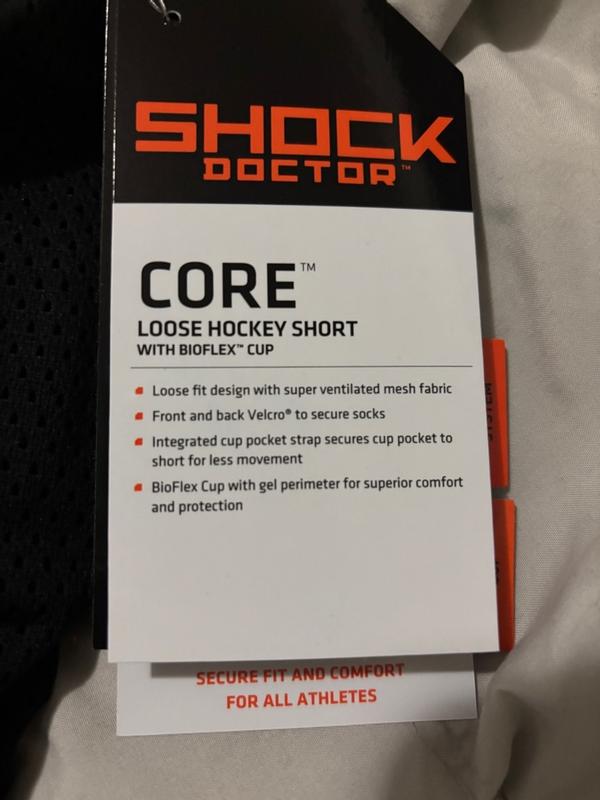 SHOCK
DOCTOR™
CORE™
LOOSE HOCKEY SHORT
WITH BIOFLEX™ CUP
Loose fit design with super ventilated mesh fabric
Front and back Velcro® to secure socks
Integrated cup pocket strap secures cup pocket to
short for less movement
BioFlex Cup with gel perimeter for superior comfort
and protection
SECURE FIT AND COMFORT
FOR ALL ATHLETES